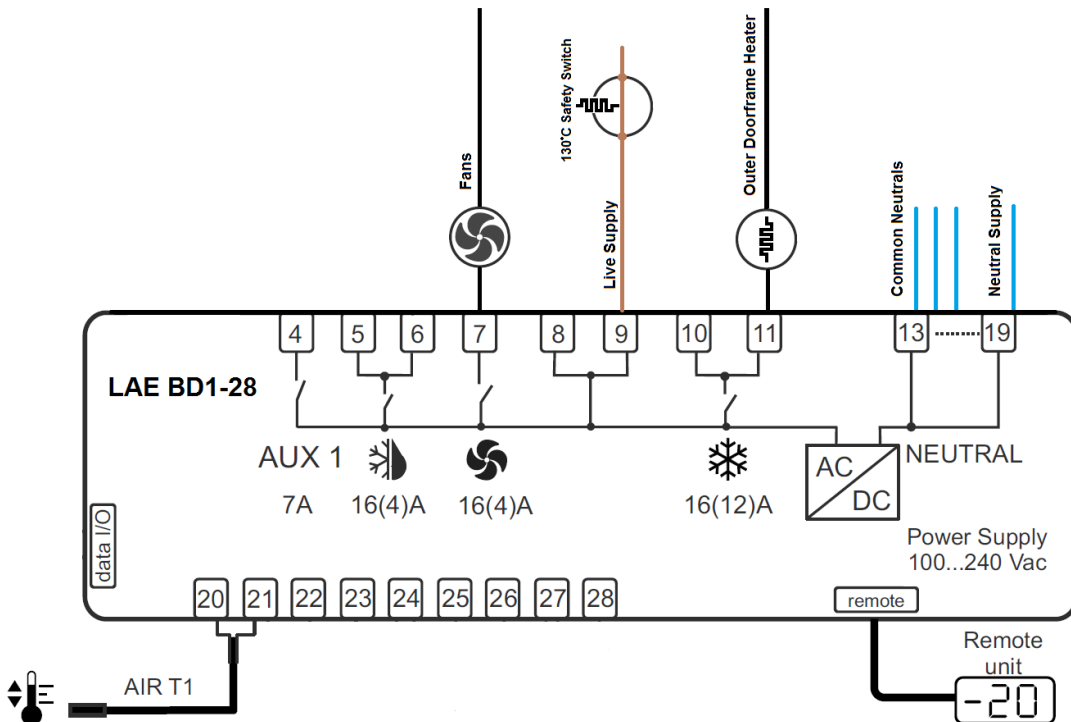 Fans
130°C Safety Switch
Live Supply
Outer Doorframe Heater
Common Neutrals
Neutral Supply
4 5 6 7 8 9 10 11 13 19
LAE BD1-28
AUX 1
NEUTRAL
AC
DC
7A 16(4)A 16(4)A 16(12)A
data I/O
Power Supply
100...240 Vac
20 21 22 23 24 25 26 27 28
remote
Remote
unit
AIR T1
-20